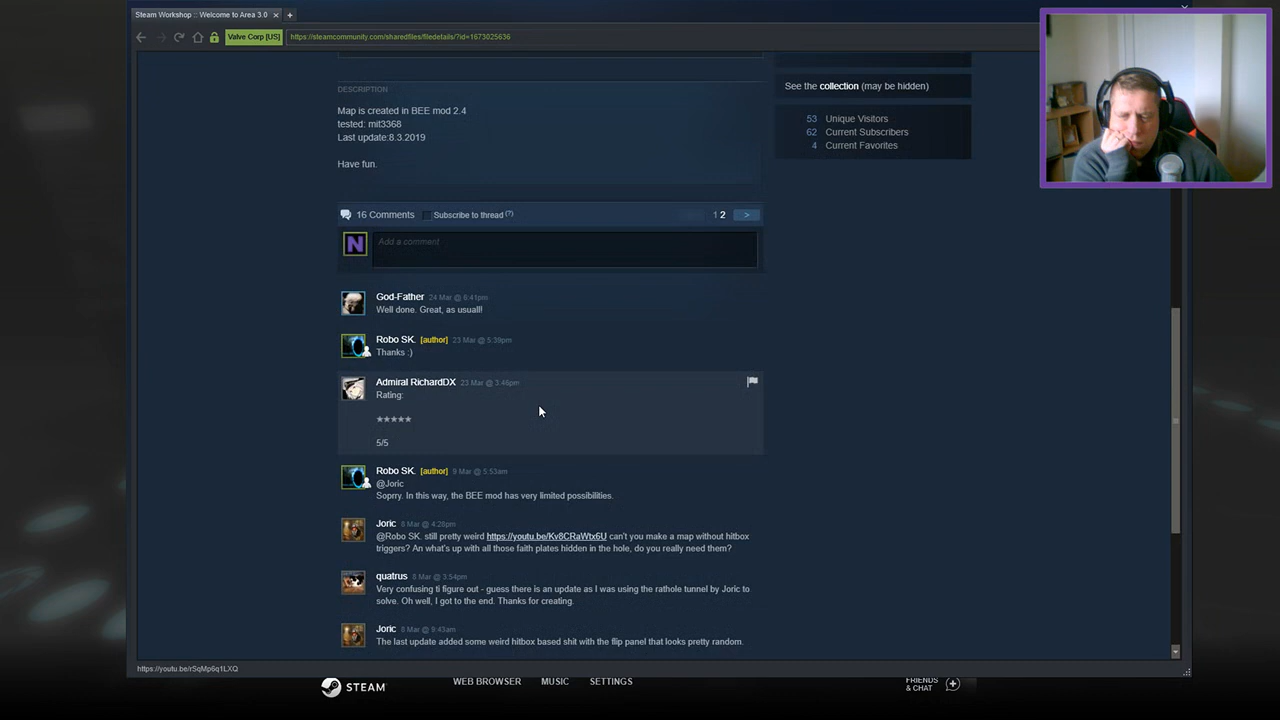 Steam Workshop :: Welcome to Area 3.0
Valve Corp [US]
https://steamcommunity.com/sharedfiles/filedetails/?id=1673025636
DESCRIPTION
Map is created in BEE mod 2.4
tested: mit3368
Last update:8.3.2019
Have fun.
See the collection (may be hidden)
53 Unique Visitors
62 Current Subscribers
4 Current Favorites
16 Comments Subscribe to thread (?) 1 2 >
N
Add a comment
God-Father 24 Mar @ 6:41pm
Well done. Great, as usuall!
Robo SK. [author] 23 Mar @ 5:39pm
Thanks :)
Admiral RichardDX 23 Mar @ 3:46pm
Rating:
★★★★★
5/5
Robo SK. [author] 9 Mar @ 5:53am
@Joric
Soprry. In this way, the BEE mod has very limited possibilities.
Joric 8 Mar @ 4:28pm
@Robo SK. still pretty weird https://youtu.be/Kv8CRaWtx6U can't you make a map without hitbox
triggers? An what's up with all those faith plates hidden in the hole, do you really need them?
quatrus 8 Mar @ 3:54pm
Very confusing ti figure out - guess there is an update as I was using the rathole tunnel by Joric to
solve. Oh well, I got to the end. Thanks for creating.
Joric 8 Mar @ 9:43am
The last update added some weird hitbox based shit with the flip panel that looks pretty random.
https://youtu.be/rSqMp6q1LXQ
STEAM
WEB BROWSER MUSIC SETTINGS
FRIENDS
& CHAT